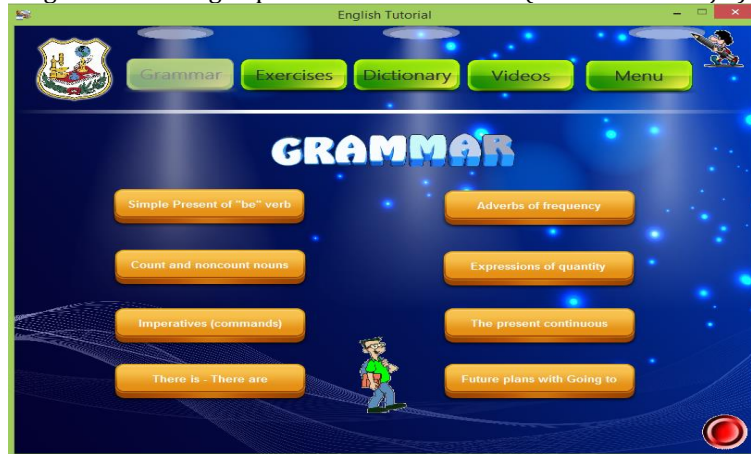 English Tutorial
Grammar Exercises Dictionary Videos Menu
GRAMMAR
Simple Present of "be" verb
Adverbs of frequency
Count and noncount nouns
Expressions of quantity
Imperatives (commands)
The present continuous
There is - There are
Future plans with Going to